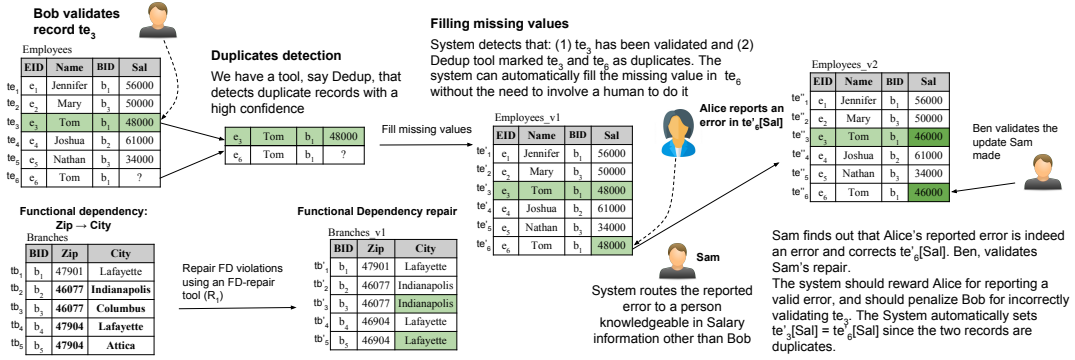 Bob validates
record te3
Employees
EID Name BID Sal
te1 e1 Jennifer b1 56000
te2 e2 Mary b3 50000
te3 e3 Tom b1 48000
te4 e4 Joshua b2 61000
te5 e5 Nathan b3 34000
te6 e6 Tom b1 ?
Duplicates detection
We have a tool, say Dedup, that
detects duplicate records with a
high confidence
e3 Tom b1 48000
e6 Tom b1 ?
Fill missing values
Filling missing values
System detects that: (1) te3 has been validated and (2)
Dedup tool marked te3 and te6 as duplicates. The
system can automatically fill the missing value in te6
without the need to involve a human to do it
Employees_v1
EID Name BID Sal
te'1 e1 Jennifer b1 56000
te'2 e2 Mary b3 50000
te'3 e3 Tom b1 48000
te'4 e4 Joshua b2 61000
te'5 e5 Nathan b3 34000
te'6 e6 Tom b1 48000
Alice reports an
error in te'6[Sal]
Sam
System routes the reported
error to a person
knowledgeable in Salary
information other than Bob
Employees_v2
EID Name BID Sal
te''1 e1 Jennifer b1 56000
te''2 e2 Mary b3 50000
te''3 e3 Tom b1 46000
te''4 e4 Joshua b2 61000
te''5 e5 Nathan b3 34000
te''6 e6 Tom b1 46000
Ben validates the
update Sam
made
Sam finds out that Alice's reported error is indeed
an error and corrects te'6[Sal]. Ben, validates
Sam's repair.
The system should reward Alice for reporting a
valid error, and should penalize Bob for incorrectly
validating te3. The System automatically sets
te'3[Sal] = te'6[Sal] since the two records are
duplicates.
Functional dependency:
Zip → City
Branches
BID Zip City
tb1 b1 47901 Lafayette
tb2 b2 46077 Indianapolis
tb3 b3 46077 Columbus
tb4 b4 47904 Lafayette
tb5 b5 47904 Attica
Repair FD violations
using an FD-repair
tool (R1)
Functional Dependency repair
Branches_v1
BID Zip City
tb'1 b1 47901 Lafayette
tb'2 b2 46077 Indianapolis
tb'3 b3 46077 Indianapolis
tb'4 b4 46904 Lafayette
tb'5 b5 46904 Lafayette